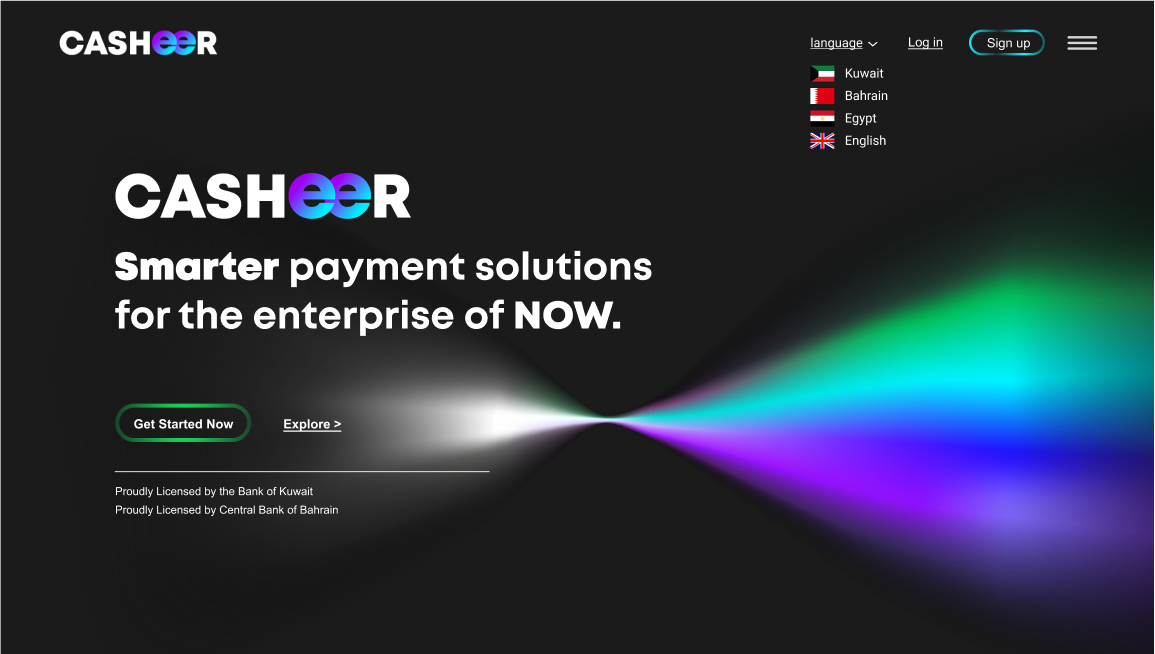 CASHeeR
language
Log in
Sign up
Kuwait
Bahrain
Egypt
English
CASHeeR
Smarter payment solutions
for the enterprise of NOW.
Get Started Now
Explore >
Proudly Licensed by the Bank of Kuwait
Proudly Licensed by Central Bank of Bahrain